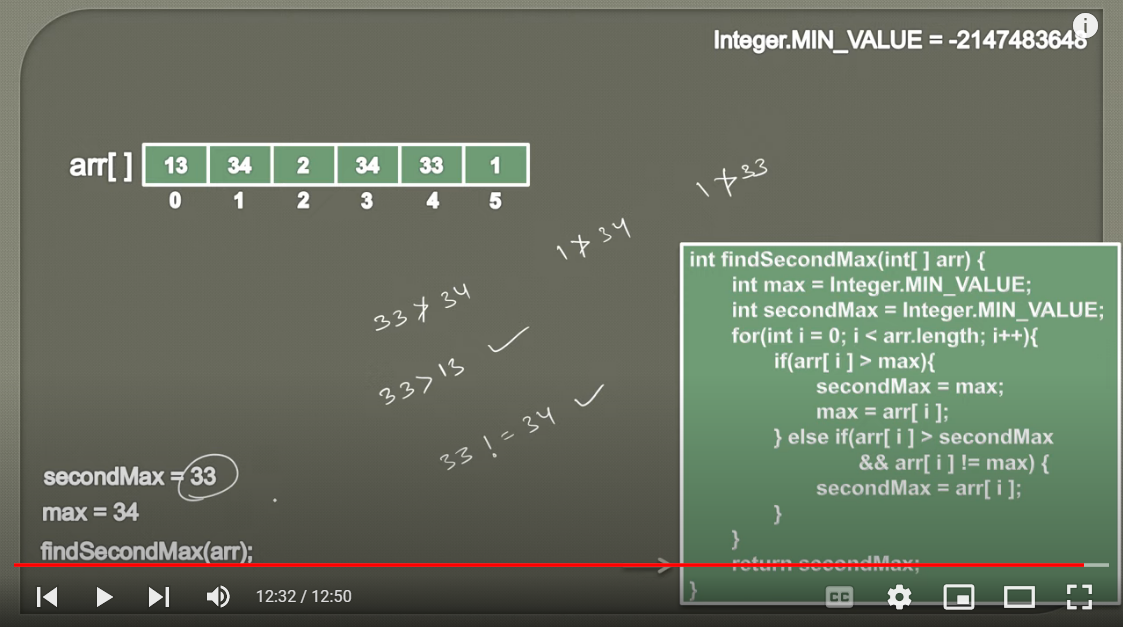 i
Integer.MIN_VALUE = -2147483648
arr[ ] 13 34 2 34 33 1
0 1 2 3 4 5
1 ≯ 33
1 ≯ 34
33 ≯ 34
33 > 13 ✓
33 != 34 ✓
secondMax = 33
max = 34
findSecondMax(arr);
int findSecondMax(int[ ] arr) {
int max = Integer.MIN_VALUE;
int secondMax = Integer.MIN_VALUE;
for(int i = 0; i < arr.length; i++){
if(arr[ i ] > max){
secondMax = max;
max = arr[ i ];
} else if(arr[ i ] > secondMax
&& arr[ i ] != max) {
secondMax = arr[ i ];
}
}
return secondMax;
}
12:32 / 12:50
CC